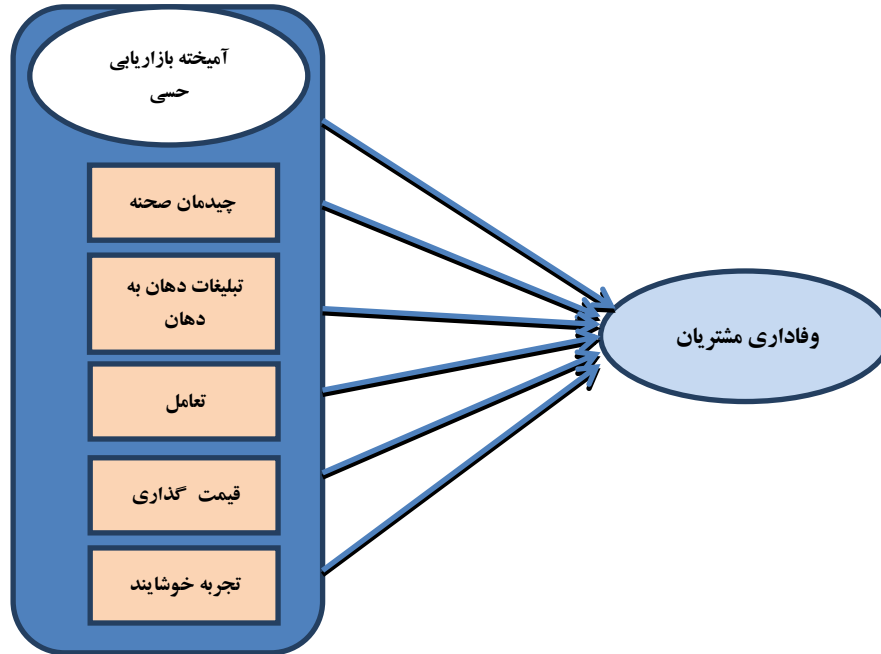 آمیخته بازاریابی
حسی
چیدمان صحنه
تبلیغات دهان به
دهان
تعامل
قیمت گذاری
تجربه خوشایند
وفاداری مشتریان